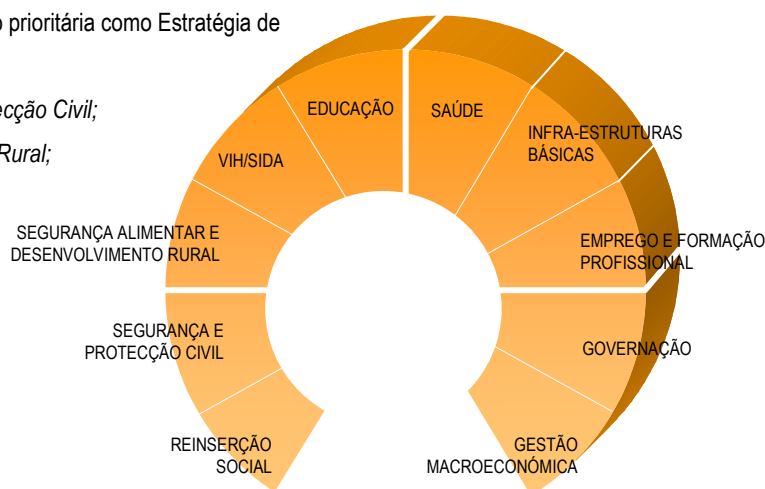 o prioritária como Estratégia de
ecção Civil;
Rural;
EDUCAÇÃO
SAÚDE
INFRA-ESTRUTURAS
BÁSICAS
VIH/SIDA
SEGURANÇA ALIMENTAR E
DESENVOLVIMENTO RURAL
EMPREGO E FORMAÇÃO
PROFISSIONAL
SEGURANÇA E
PROTECÇÃO CIVIL
GOVERNAÇÃO
REINSERÇÃO
SOCIAL
GESTÃO
MACROECONÓMICA